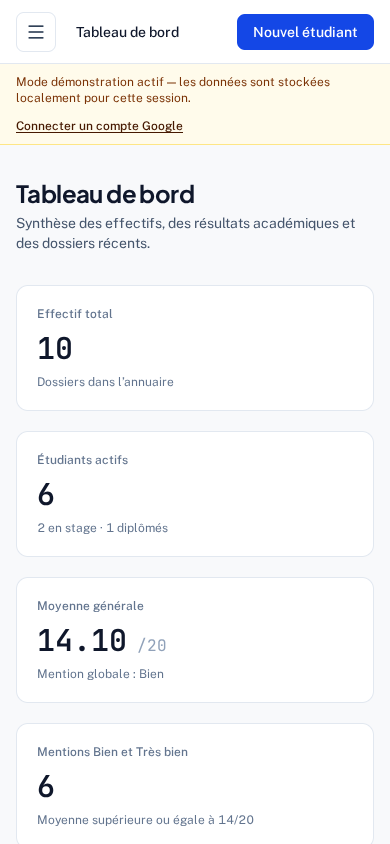 Tableau de bord
Nouvel étudiant
Mode démonstration actif — les données sont stockées
localement pour cette session.
Connecter un compte Google
Tableau de bord
Synthèse des effectifs, des résultats académiques et
des dossiers récents.
Effectif total
10
Dossiers dans l'annuaire
Étudiants actifs
6
2 en stage · 1 diplômés
Moyenne générale
14.10 /20
Mention globale : Bien
Mentions Bien et Très bien
6
Moyenne supérieure ou égale à 14/20